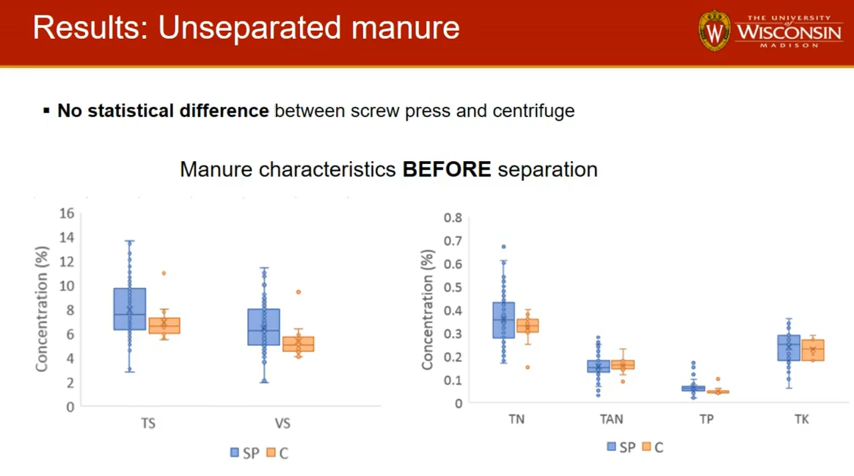 Results: Unseparated manure
THE UNIVERSITY
of
WISCONSIN
MADISON
W
▪ No statistical difference between screw press and centrifuge
Manure characteristics BEFORE separation
Concentration (%)
16
14
12
10
8
6
4
2
0
TS VS
SP C
Concentration (%)
0.8
0.7
0.6
0.5
0.4
0.3
0.2
0.1
0
TN TAN TP TK
SP C